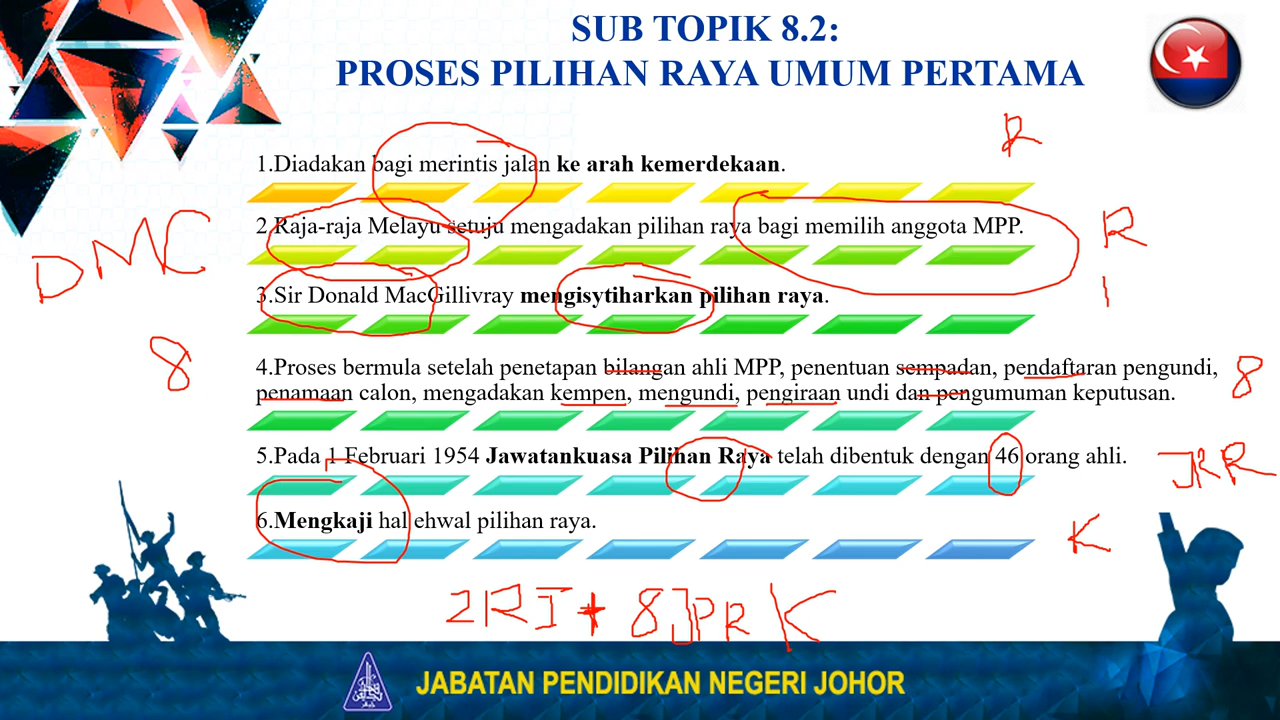 SUB TOPIK 8.2:
PROSES PILIHAN RAYA UMUM PERTAMA
R
1.Diadakan bagi merintis jalan ke arah kemerdekaan.
DMC
2.Raja-raja Melayu setuju mengadakan pilihan raya bagi memilih anggota MPP.
R
3.Sir Donald MacGillivray mengisytiharkan pilihan raya.
I
8
4.Proses bermula setelah penetapan bilangan ahli MPP, penentuan sempadan, pendaftaran pengundi,
penamaan calon, mengadakan kempen, mengundi, pengiraan undi dan pengumuman keputusan.
8
5.Pada 1 Februari 1954 Jawatankuasa Pilihan Raya telah dibentuk dengan 46 orang ahli.
6.Mengkaji hal ehwal pilihan raya.
K
2RI + 8JPRK
JABATAN PENDIDIKAN NEGERI JOHOR